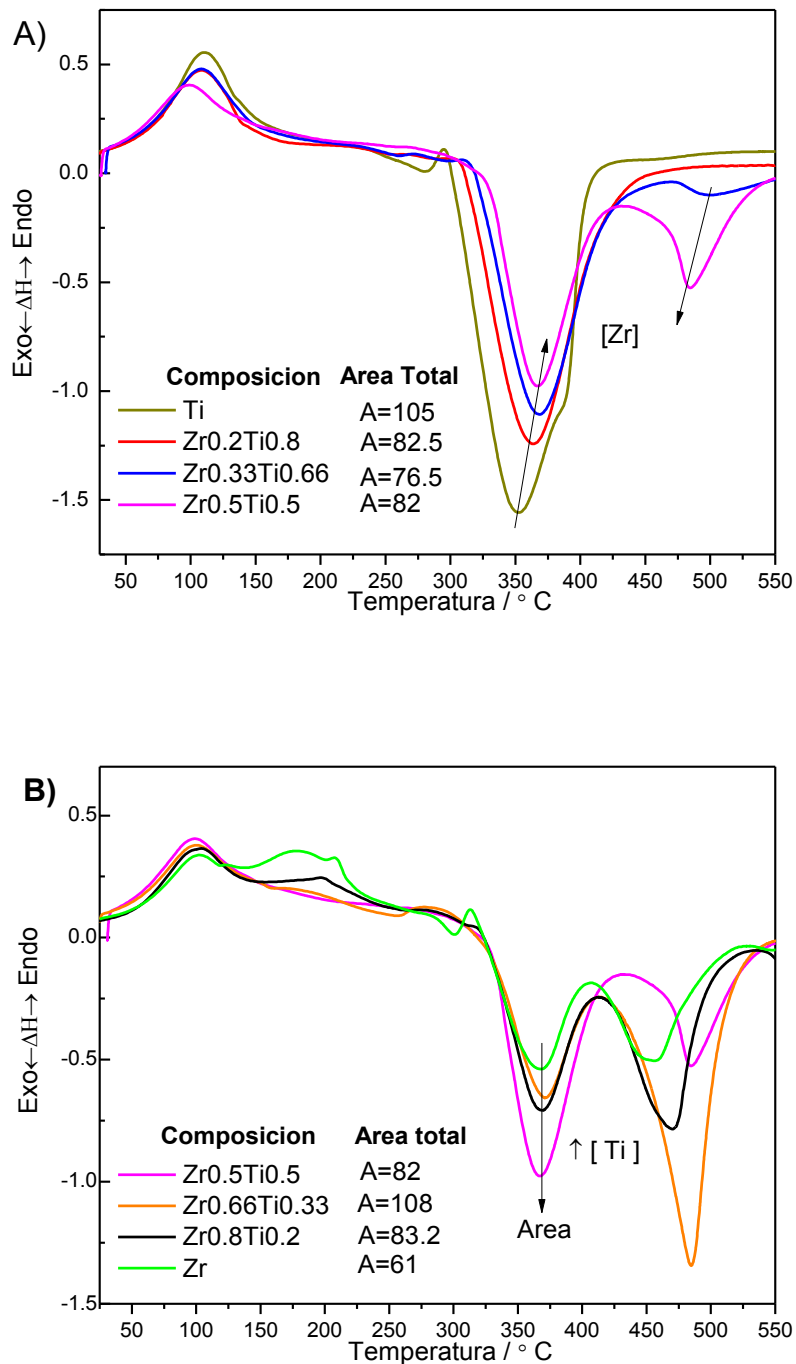 A)
Exo←ΔH→ Endo
0.5
0.0
-0.5
-1.0
-1.5
[Zr]
Composicion Area Total
Ti A=105
Zr0.2Ti0.8 A=82.5
Zr0.33Ti0.66 A=76.5
Zr0.5Ti0.5 A=82
50 100 150 200 250 300 350 400 450 500 550
Temperatura / ° C
B)
Exo←ΔH→ Endo
0.5
0.0
-0.5
-1.0
-1.5
↑ [ Ti ]
Area
Composicion Area total
Zr0.5Ti0.5 A=82
Zr0.66Ti0.33 A=108
Zr0.8Ti0.2 A=83.2
Zr A=61
50 100 150 200 250 300 350 400 450 500 550
Temperatura / ° C